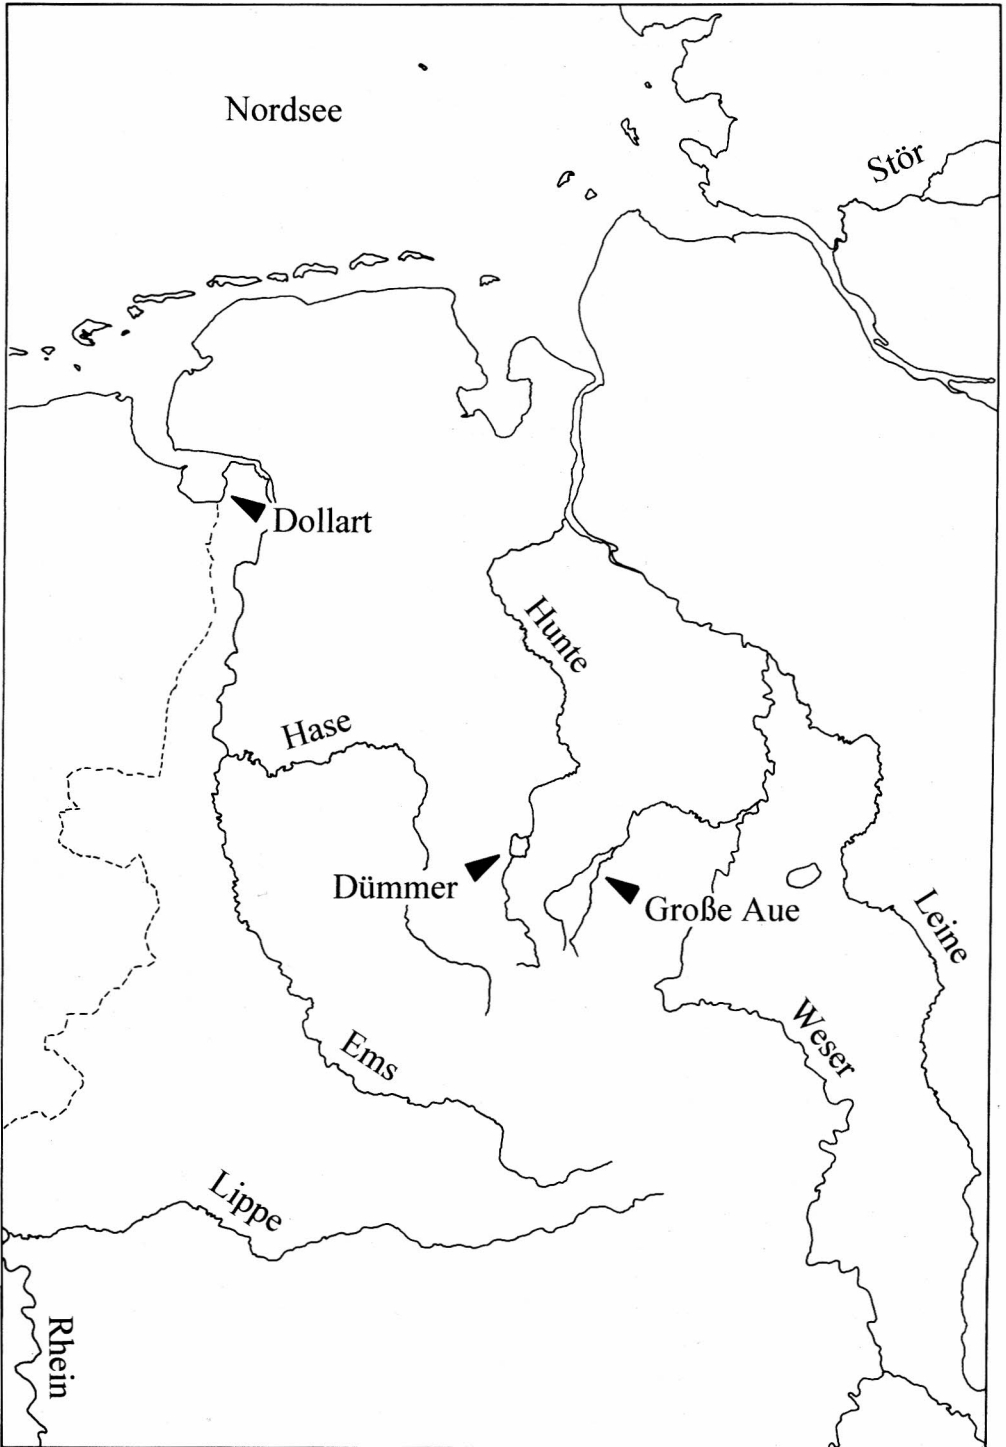 Nordsee
Stör
Dollart
Hunte
Hase
Dümmer
Große Aue
Leine
Weser
Ems
Lippe
Rhein